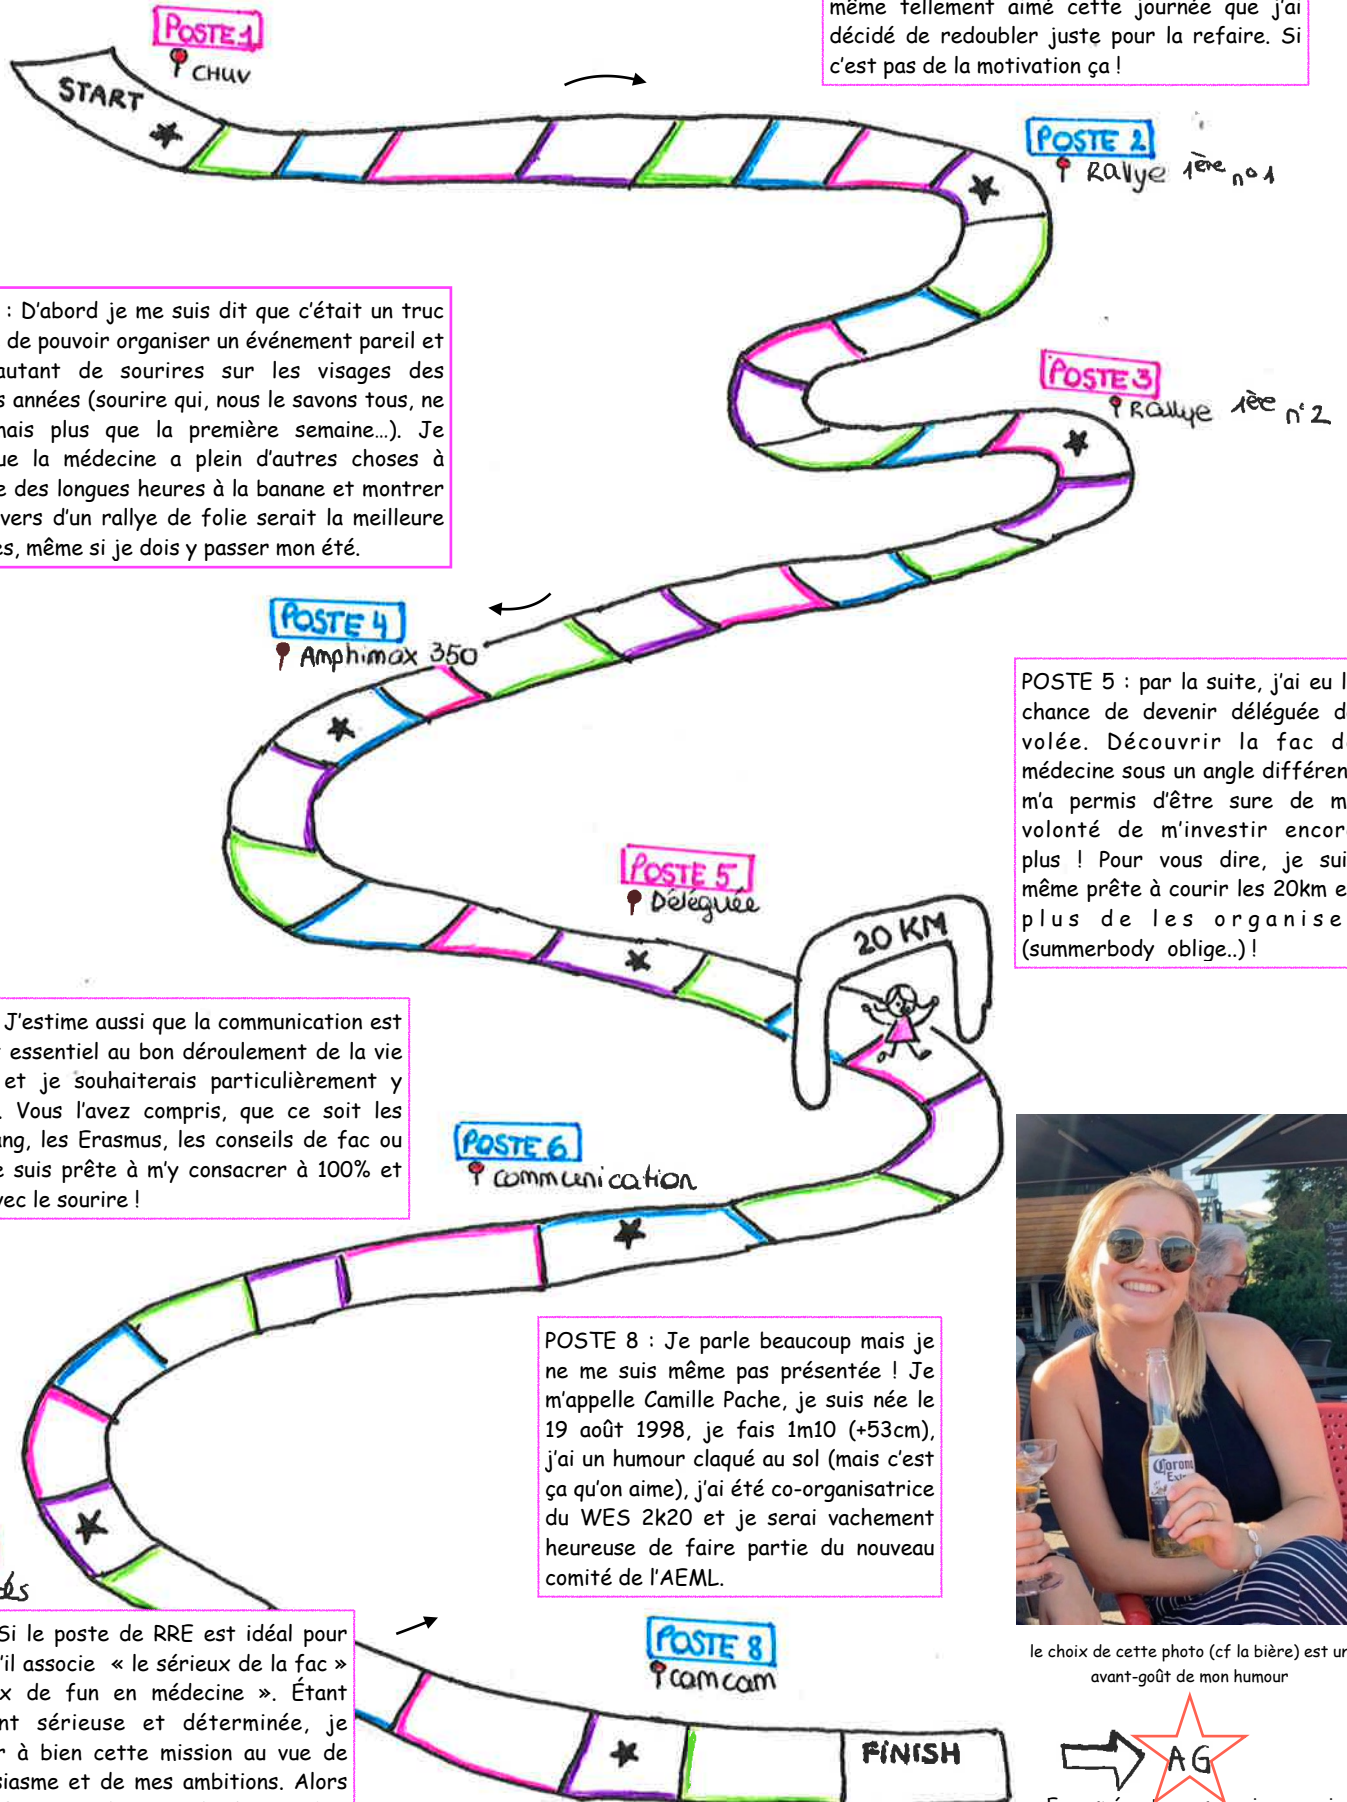 même tellement aimé cette journée que j'ai
décidé de redoubler juste pour la refaire. Si
c'est pas de la motivation ça !
POSTE 1
CHUV
START
POSTE 2
Rallye 1ère n°1
: D'abord je me suis dit que c'était un truc
de pouvoir organiser un événement pareil et
autant de sourires sur les visages des
années (sourire qui, nous le savons tous, ne
plus que la première semaine…). Je
la médecine a plein d'autres choses à
des longues heures à la banane et montrer
d'un rallye de folie serait la meilleure
même si je dois y passer mon été.
POSTE 3
Rallye 1ère n°2
POSTE 4
Amphimax 350
POSTE 5 : par la suite, j'ai eu l
chance de devenir déléguée d
volée. Découvrir la fac d
médecine sous un angle différen
m'a permis d'être sure de m
volonté de m'investir encor
plus ! Pour vous dire, je sui
même prête à courir les 20km e
plus de les organise
(summerbody oblige..) !
POSTE 5
Déléguée
20 KM
J'estime aussi que la communication est
essentiel au bon déroulement de la vie
et je souhaiterais particulièrement y
. Vous l'avez compris, que ce soit les
ang, les Erasmus, les conseils de fac ou
e suis prête à m'y consacrer à 100% et
vec le sourire !
POSTE 6
communication
POSTE 8 : Je parle beaucoup mais je
ne me suis même pas présentée ! Je
m'appelle Camille Pache, je suis née le
19 août 1998, je fais 1m10 (+53cm),
j'ai un humour claqué au sol (mais c'est
ça qu'on aime), j'ai été co-organisatrice
du WES 2k20 et je serai vachement
heureuse de faire partie du nouveau
comité de l'AEML.
Corona
Extra
Si le poste de RRE est idéal pour
'il associe « le sérieux de la fac »
x de fun en médecine ». Étant
nt sérieuse et déterminée, je
r à bien cette mission au vue de
siasme et de mes ambitions. Alors
POSTE 8
camcam
FINISH
le choix de cette photo (cf la bière) est un
avant-goût de mon humour
AG